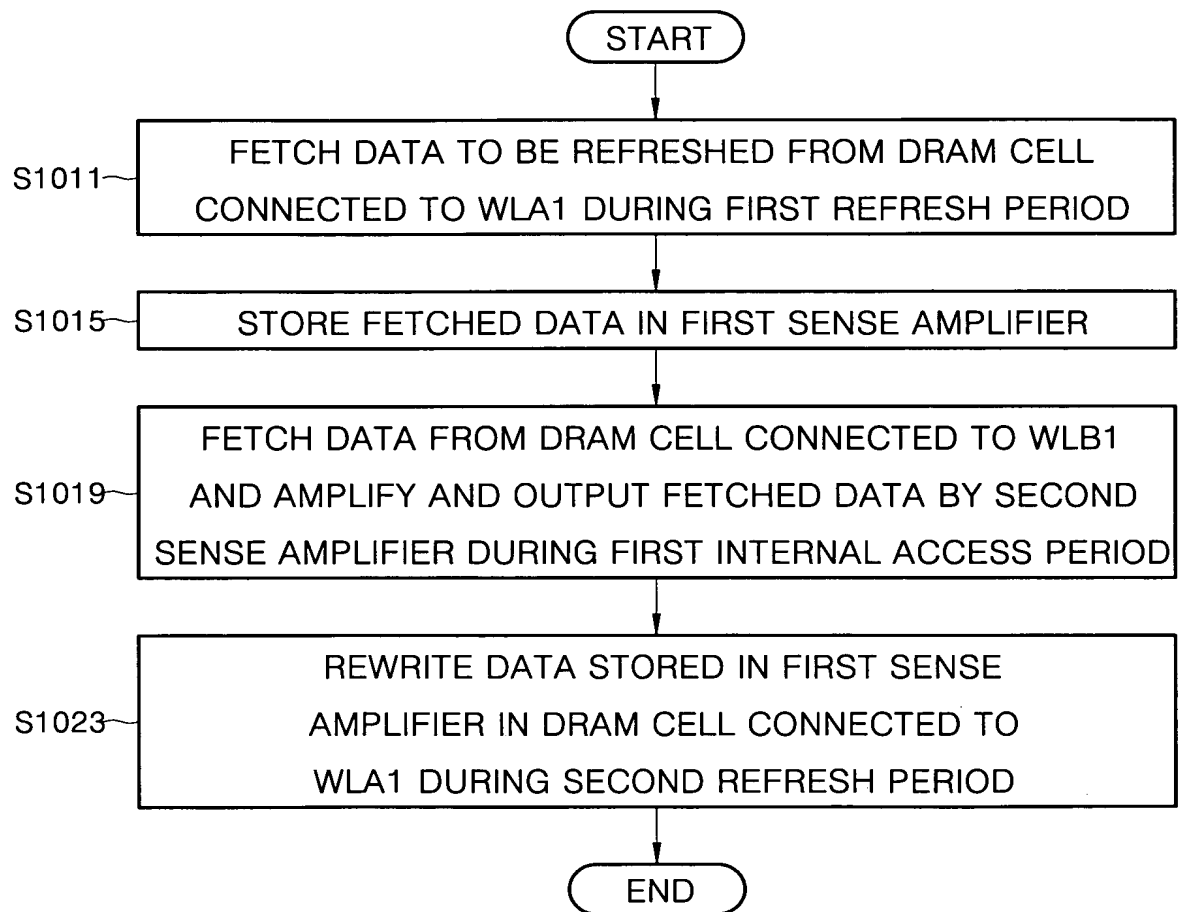 START
S1011
FETCH DATA TO BE REFRESHED FROM DRAM CELL
CONNECTED TO WLA1 DURING FIRST REFRESH PERIOD
S1015
STORE FETCHED DATA IN FIRST SENSE AMPLIFIER
S1019
FETCH DATA FROM DRAM CELL CONNECTED TO WLB1
AND AMPLIFY AND OUTPUT FETCHED DATA BY SECOND
SENSE AMPLIFIER DURING FIRST INTERNAL ACCESS PERIOD
S1023
REWRITE DATA STORED IN FIRST SENSE
AMPLIFIER IN DRAM CELL CONNECTED TO
WLA1 DURING SECOND REFRESH PERIOD
END